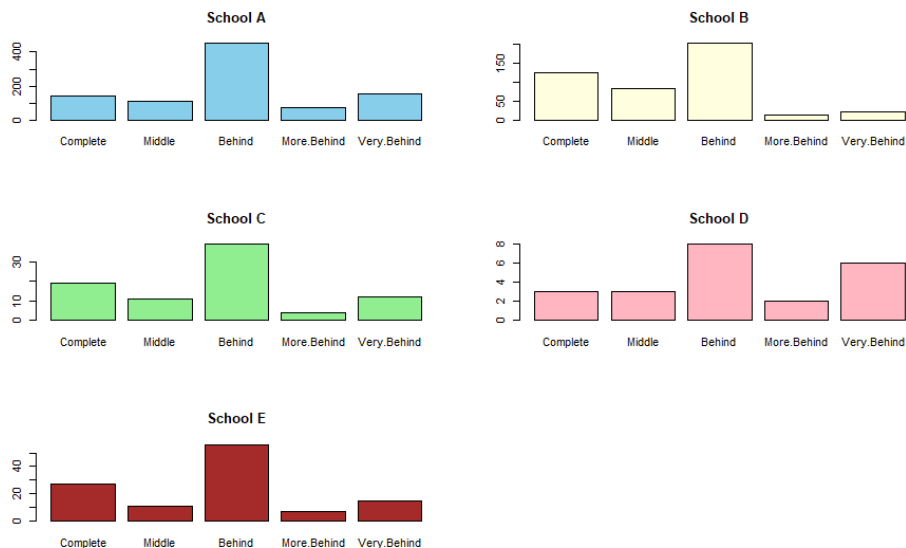 School A
400
200
0
Complete Middle Behind More.Behind Very.Behind
School B
150
50
0
Complete Middle Behind More.Behind Very.Behind
School C
30
10
0
Complete Middle Behind More.Behind Very.Behind
School D
8
6
4
2
0
Complete Middle Behind More.Behind Very.Behind
School E
40
20
0
Complete Middle Behind More.Behind Very.Behind